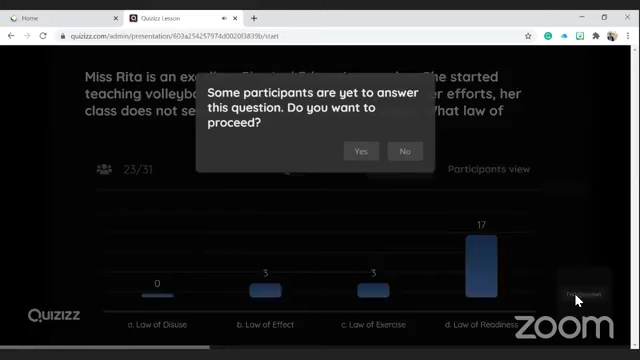 Home
Quizizz Lesson
quizizz.com/admin/presentation/603a254257974d0020f3839b/start
Miss Rita is an
She started
teaching volleyba
er efforts, her
class does not se
What law of
Some participants are yet to answer
this question. Do you want to
proceed?
Yes
No
23/31
Participants view
0
3
3
17
a. Law of Disuse
b. Law of Effect
c. Law of Exercise
d. Law of Readiness
Quizizz
zoom